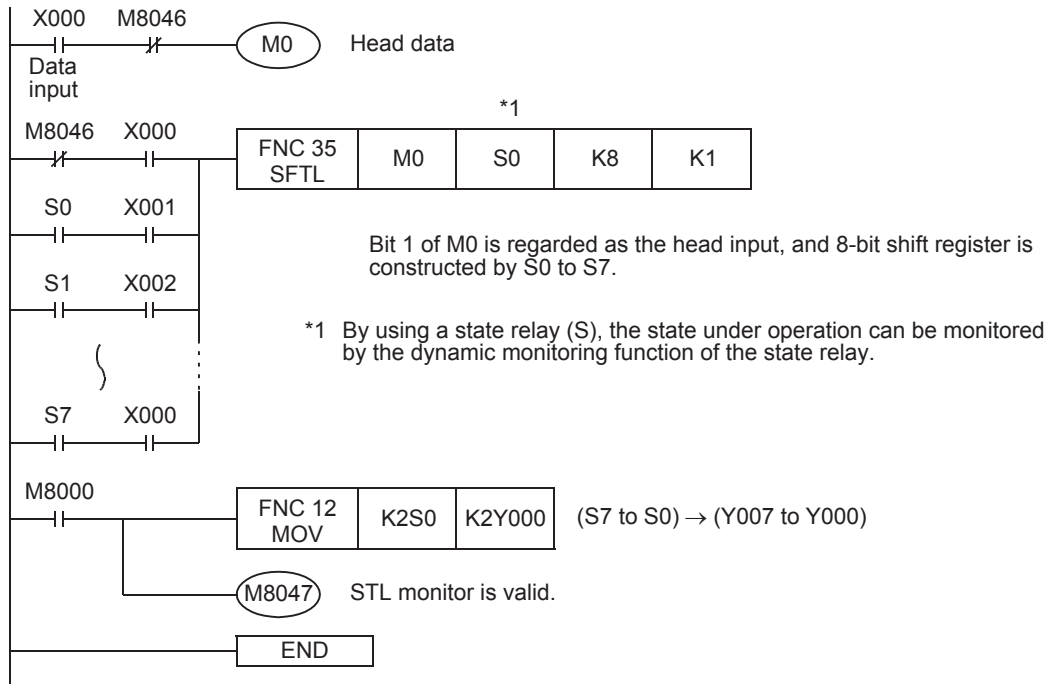 X000 M8046
M0 Head data
Data
input
*1
M8046 X000
FNC 35
SFTL M0 S0 K8 K1
S0 X001
Bit 1 of M0 is regarded as the head input, and 8-bit shift register is
constructed by S0 to S7.
S1 X002
*1 By using a state relay (S), the state under operation can be monitored
by the dynamic monitoring function of the state relay.
S7 X000
M8000
FNC 12
MOV K2S0 K2Y000 (S7 to S0) → (Y007 to Y000)
M8047 STL monitor is valid.
END